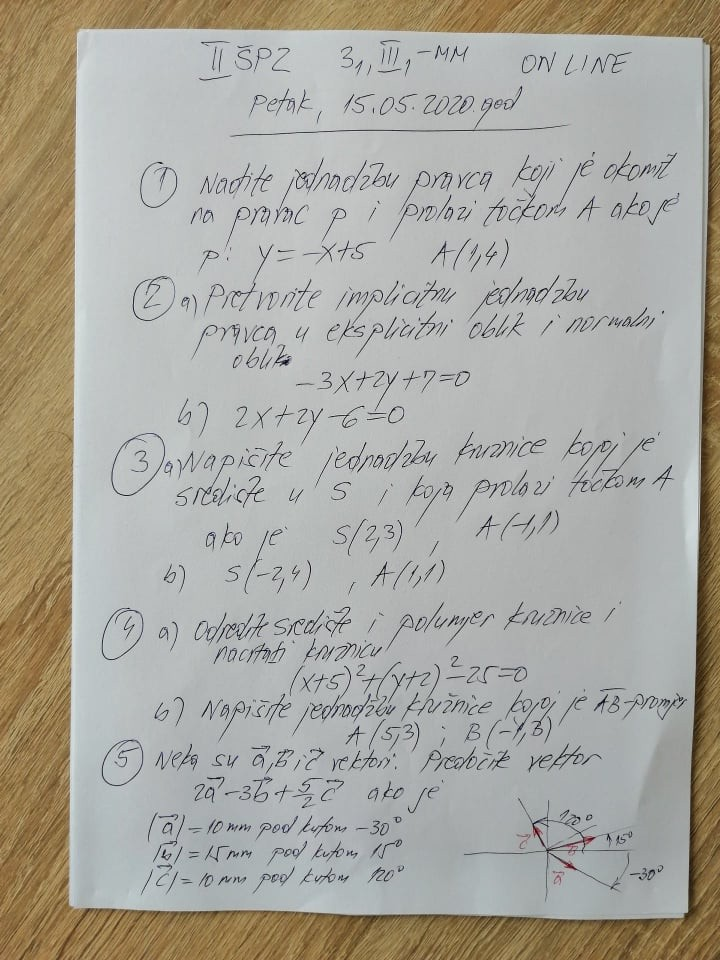 II ŠPZ 3₁, III₁-MM ON LINE
Petak, 15.05.2020.god
① Nađite jednadžbu pravca koji je okomit
na pravac p i prolazi točkom A ako je
p: y=-x+5 A(1,4)
② a) Pretvorite implicitnu jednadžbu
pravca u eksplicitni oblik i normalni
oblik
-3x+2y+7=0
b) 2x+2y-6=0
③ a) Napišite jednadžbu kružnice kojoj je
središte u S i koja prolazi točkom A
ako je S(2,3), A(-1,1)
b) S(-2,4), A(1,1)
④ a) Odredite središte i polumjer kružnice i
nacrtati kružnicu
(x+5)²+(y+2)²-25=0
b) Napišite jednadžbu kružnice kojoj je AB-promjer
A(5,3); B(-1,3)
⑤ Neka su a⃗, b⃗ i c⃗ vektori. Predočite vektor
2a⃗-3b⃗+5/2c⃗ ako je
|a⃗|=10 mm pod kutom -30°
|b⃗|=15 mm pod kutom 15°
|c⃗|=10 mm pod kutom 120°
120°
15°
-30°
c⃗
b⃗
a⃗